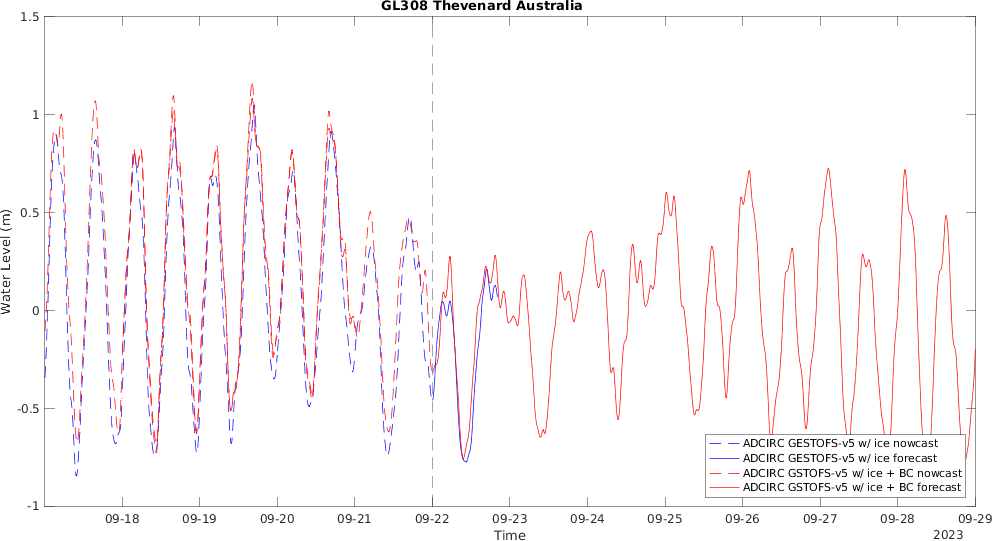 GL308 Thevenard Australia
Water Level (m)
1.5
1
0.5
0
-0.5
-1
ADCIRC GESTOFS-v5 w/ ice nowcast
ADCIRC GESTOFS-v5 w/ ice forecast
ADCIRC GSTOFS-v5 w/ ice + BC nowcast
ADCIRC GSTOFS-v5 w/ ice + BC forecast
09-18 09-19 09-20 09-21 09-22 09-23 09-24 09-25 09-26 09-27 09-28 09-29
Time
2023